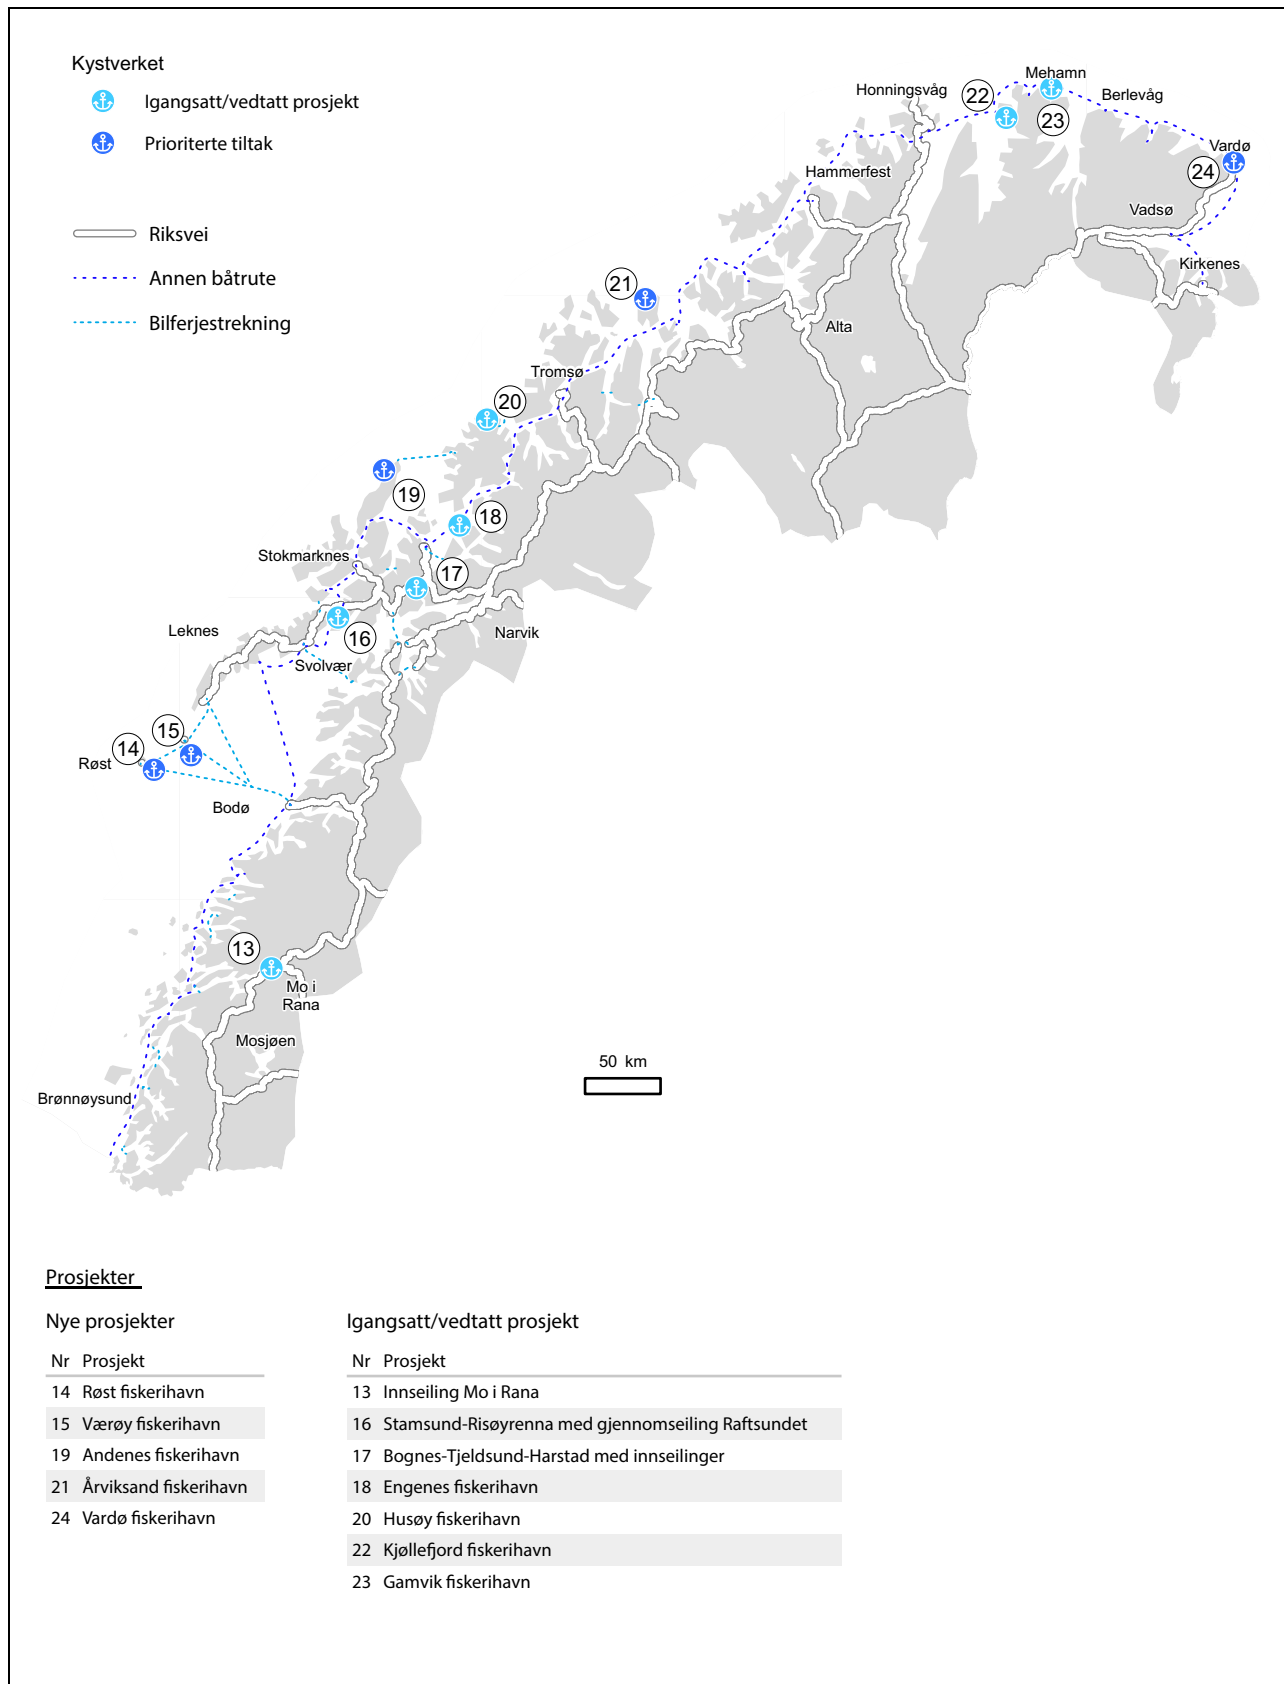 Kystverket
Igangsatt/vedtatt prosjekt
Prioriterte tiltak
Riksvei
Annen båtrute
Bilferjestrekning
Mehamn
Honningsvåg
22
Berlevåg
23
Vardø
24
Hammerfest
Vadsø
Kirkenes
21
Alta
Tromsø
20
19
18
Stokmarknes
17
Leknes
16
Narvik
Svolvær
15
14
Røst
Bodø
13
Mo i
Rana
Mosjøen
50 km
Brønnøysund
Prosjekter
Nye prosjekter
Nr Prosjekt
14 Røst fiskerihavn
15 Værøy fiskerihavn
19 Andenes fiskerihavn
21 Årviksand fiskerihavn
24 Vardø fiskerihavn
Igangsatt/vedtatt prosjekt
Nr Prosjekt
13 Innseiling Mo i Rana
16 Stamsund-Risøyrenna med gjennomseiling Raftsundet
17 Bognes-Tjeldsund-Harstad med innseilinger
18 Engenes fiskerihavn
20 Husøy fiskerihavn
22 Kjøllefjord fiskerihavn
23 Gamvik fiskerihavn